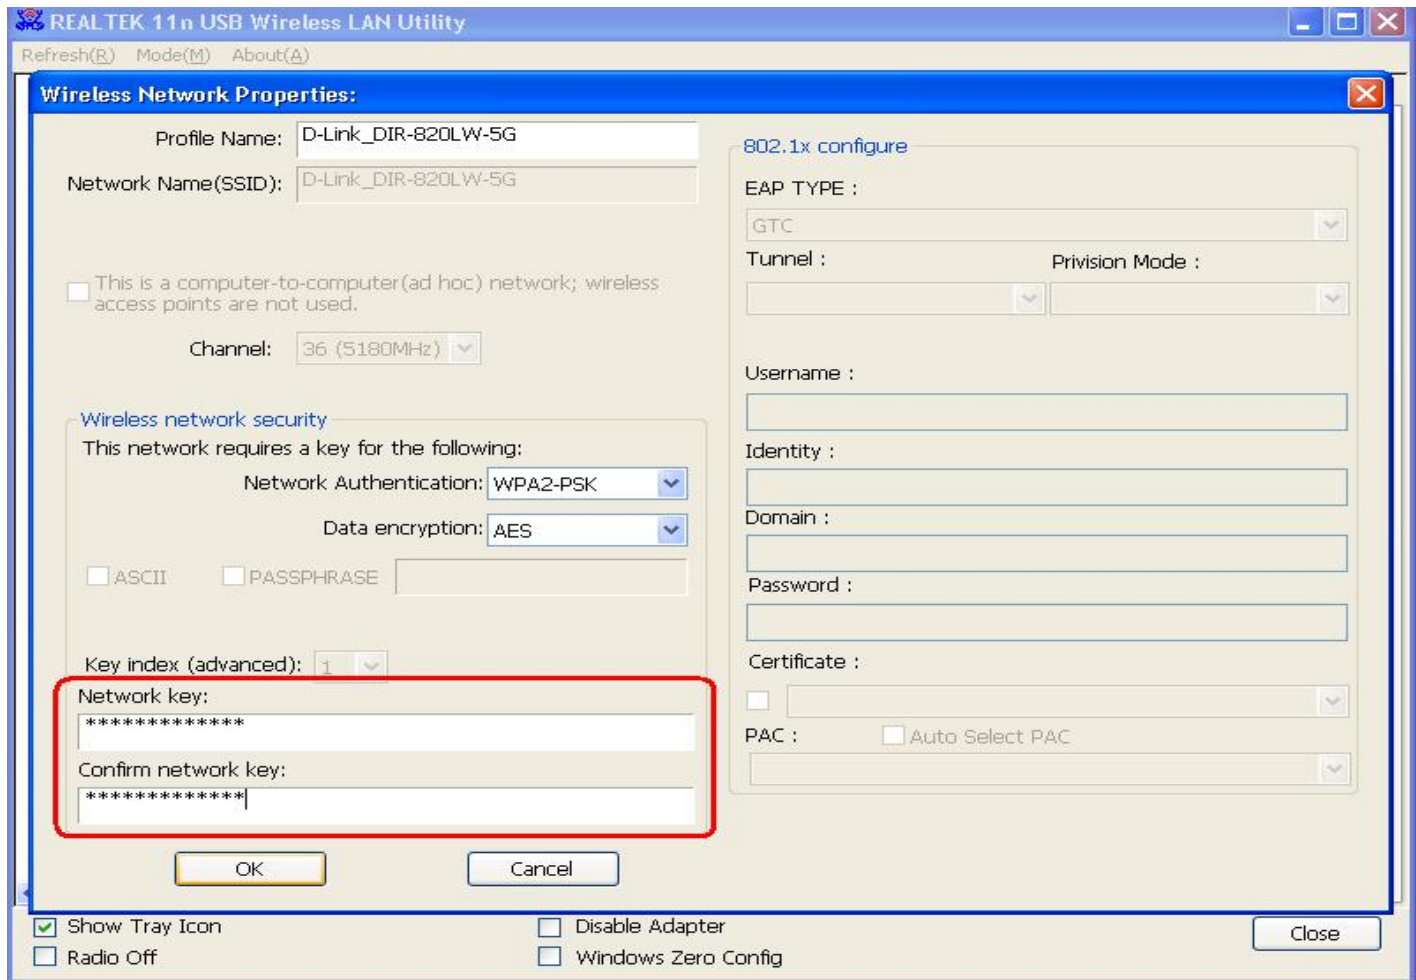 REALTEK 11n USB Wireless LAN Utility
Refresh(R) Mode(M) About(A)
Wireless Network Properties:
Profile Name: D-Link_DIR-820LW-5G
Network Name(SSID): D-Link_DIR-820LW-5G
This is a computer-to-computer(ad hoc) network; wireless
access points are not used.
Channel: 36 (5180MHz)
Wireless network security
This network requires a key for the following:
Network Authentication: WPA2-PSK
Data encryption: AES
ASCII PASSPHRASE
Key index (advanced): 1
Network key:
*************
Confirm network key:
*************
OK Cancel
802.1x configure
EAP TYPE :
GTC
Tunnel : Privision Mode :
Username :
Identity :
Domain :
Password :
Certificate :
PAC : Auto Select PAC
Show Tray Icon Disable Adapter
Radio Off Windows Zero Config
Close